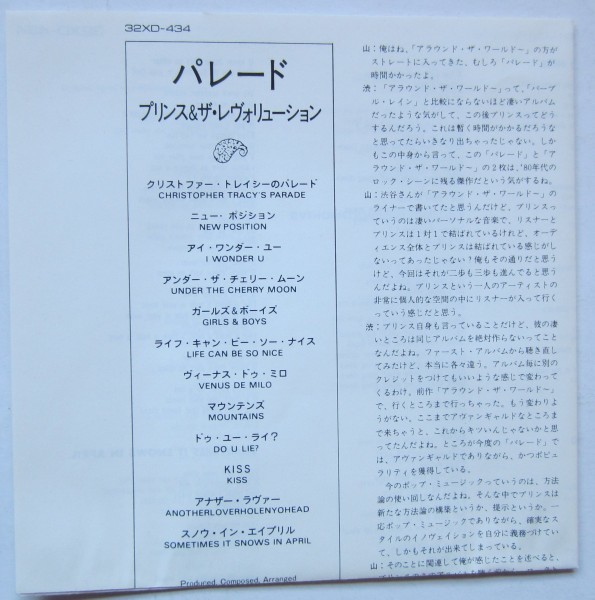 32XD-434
パレード
プリンス&ザ・レヴォリューション
クリストファー・トレイシーのパレード
CHRISTOPHER TRACY'S PARADE
ニュー・ポジション
NEW POSITION
アイ・ワンダー・ユー
I WONDER U
アンダー・ザ・チェリー・ムーン
UNDER THE CHERRY MOON
ガールズ&ボーイズ
GIRLS & BOYS
ライフ・キャン・ビー・ソー・ナイス
LIFE CAN BE SO NICE
ヴィーナス・ドゥ・ミロ
VENUS DE MILO
マウンテンズ
MOUNTAINS
ドゥ・ユー・ライ?
DO U LIE?
KISS
KISS
アナザー・ラヴァー
ANOTHERLOVERHOLENYOHEAD
スノウ・イン・エイプリル
SOMETIMES IT SNOWS IN APRIL
Produced, Composed, Arranged
山:俺はね、「アラウンド・ザ・ワールド〜」の方が
ストレートに入ってきた、むしろ「パレード」が
時間かかったよ。
渋:「アラウンド・ザ・ワールド〜」って、「パープ
ル・レイン」と比較にならないほど凄いアルバム
だったような気がして、この後プリンスってどう
するんだろう。これは暫く時間がかかるだろうな
と思ってたらいきなり出ちゃったじゃない。しか
もこの中身から言って、この「パレード」と「ア
ラウンド・ザ・ワールド〜」の2枚は、'80年代の
ロック・シーンに残る傑作だという気がするね。
山:渋谷さんが「アラウンド・ザ・ワールド〜」の
ライナーで書いてたと思うんだけど、プリンス
っていうのは凄いパーソナルな音楽で、リスナーと
プリンスは1対1で結ばれているけれど、オーデ
ィエンス全体とプリンスは結ばれている感じがし
ないってあったじゃない?俺もその通りだと思う
けど、今回はそれが二歩も三歩も進んでると思う
んだよね。プリンスという一人のアーティストの
非常に個人的な空間の中にリスナーが入って行く
っていう感じだと思う。
渋:プリンス自身も言っていることだけど、彼の凄
いところは同じアルバムを絶対作らないってこと
なんだよね。ファースト・アルバムから聴き直し
てみたけど、本当に各々違う。アルバム毎に別の
クレジットをつけてもいいような感じで変わって
くるわけ。前作「アラウンド・ザ・ワールド〜」
で、行くところまで行っちゃった。もう変わりよ
うがない。ここまでアヴァンギャルドなところま
で来ちゃうと、これからキツいんじゃないかと思
ってたんだよね。ところが今度の「パレード」では、
アヴァンギャルドでありながら、かつポピュ
ラリティを獲得している。
今のポップ・ミュージックっていうのは、方法
論の使い回しなんだよね。そんな中でプリンスは
新たな方法論の構築というか、提示というか。一
応ポップ・ミュージックでありながら、確実なス
タイルのイノヴェイションを自分に義務づけてい
て、しかもそれが出来てしまっている。
山:そのことに関連して俺が感じたことを述べると、